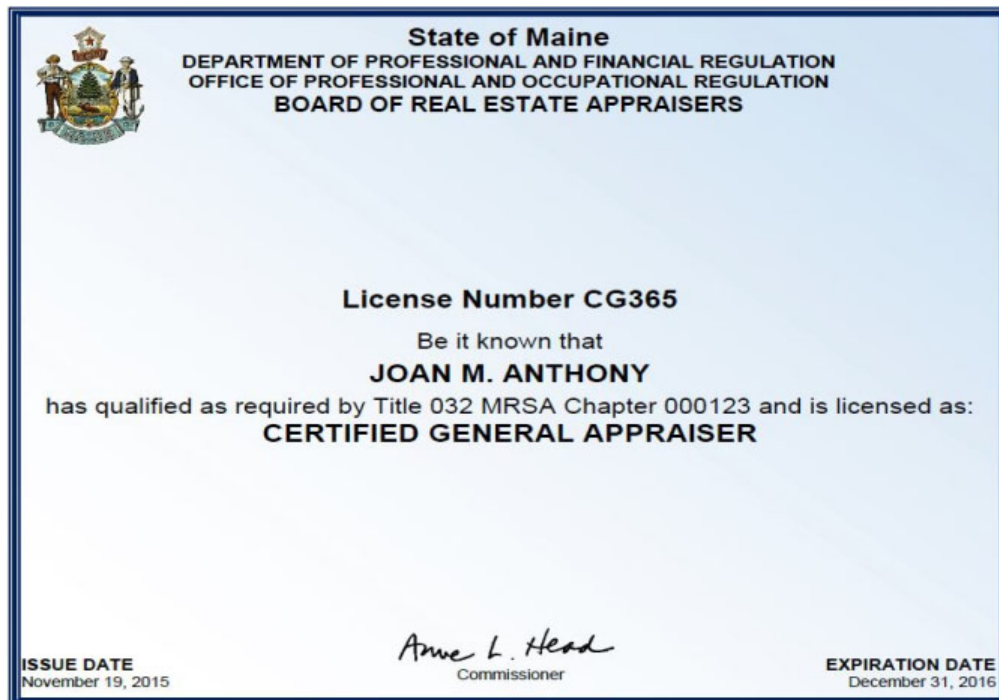 State of Maine
DEPARTMENT OF PROFESSIONAL AND FINANCIAL REGULATION
OFFICE OF PROFESSIONAL AND OCCUPATIONAL REGULATION
BOARD OF REAL ESTATE APPRAISERS
License Number CG365
Be it known that
JOAN M. ANTHONY
has qualified as required by Title 032 MRSA Chapter 000123 and is licensed as:
CERTIFIED GENERAL APPRAISER
Anne L. Head
Commissioner
ISSUE DATE
November 19, 2015
EXPIRATION DATE
December 31, 2016